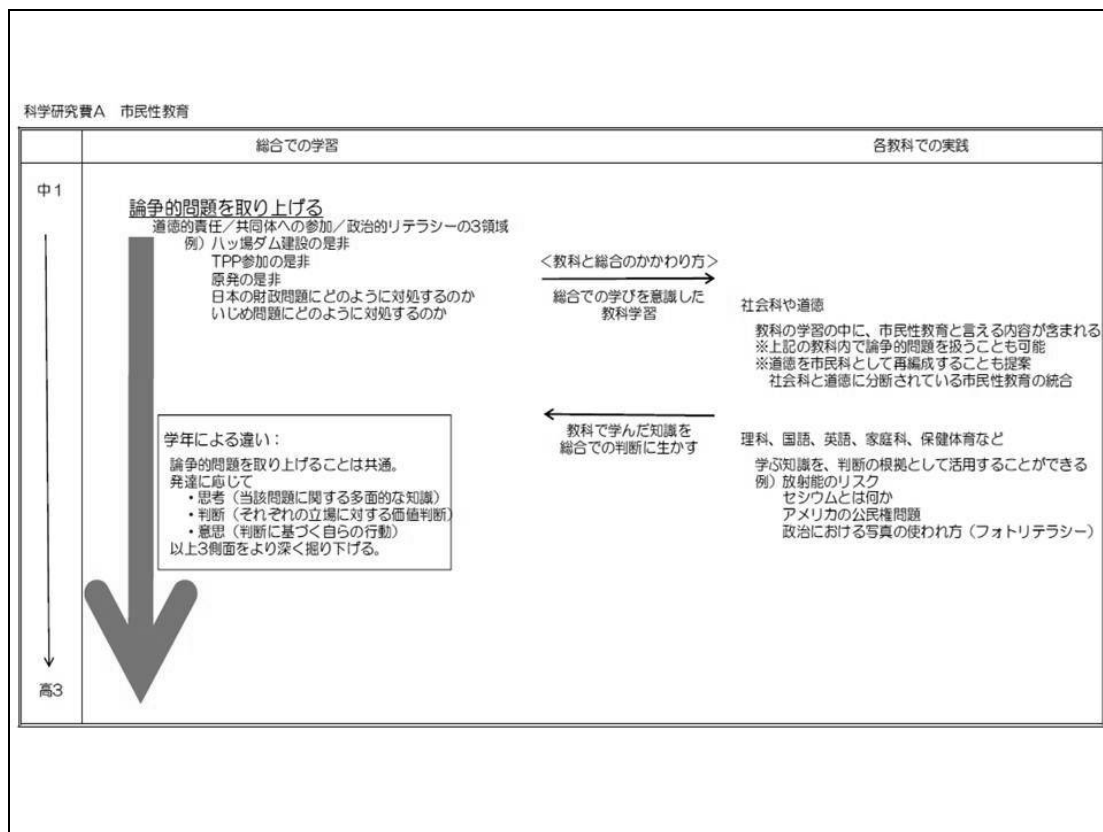 科学研究費A　市民性教育
総合での学習
各教科での実践
中1
論争的問題を取り上げる
道徳的責任／共同体への参加／政治的リテラシーの3領域
例）八ッ場ダム建設の是非
TPP参加の是非
原発の是非
日本の財政問題にどのように対処するのか
いじめ問題にどのように対処するのか
＜教科と総合のかかわり方＞
総合での学びを意識した
教科学習
社会科や道徳
教科の学習の中に、市民性教育と言える内容が含まれる
※上記の教科内で論争的問題を扱うことも可能
※道徳を市民科として再編成することも提案
社会科と道徳に分断されている市民性教育の統合
学年による違い：
論争的問題を取り上げることは共通。
発達に応じて
・思考（当該問題に関する多面的な知識）
・判断（それぞれの立場に対する価値判断）
・意思（判断に基づく自らの行動）
以上3側面をより深く掘り下げる。
教科で学んだ知識を
総合での判断に生かす
理科、国語、英語、家庭科、保健体育など
学ぶ知識を、判断の根拠として活用することができる
例）放射能のリスク
セシウムとは何か
アメリカの公民権問題
政治における写真の使われ方（フォトリテラシー）
高3